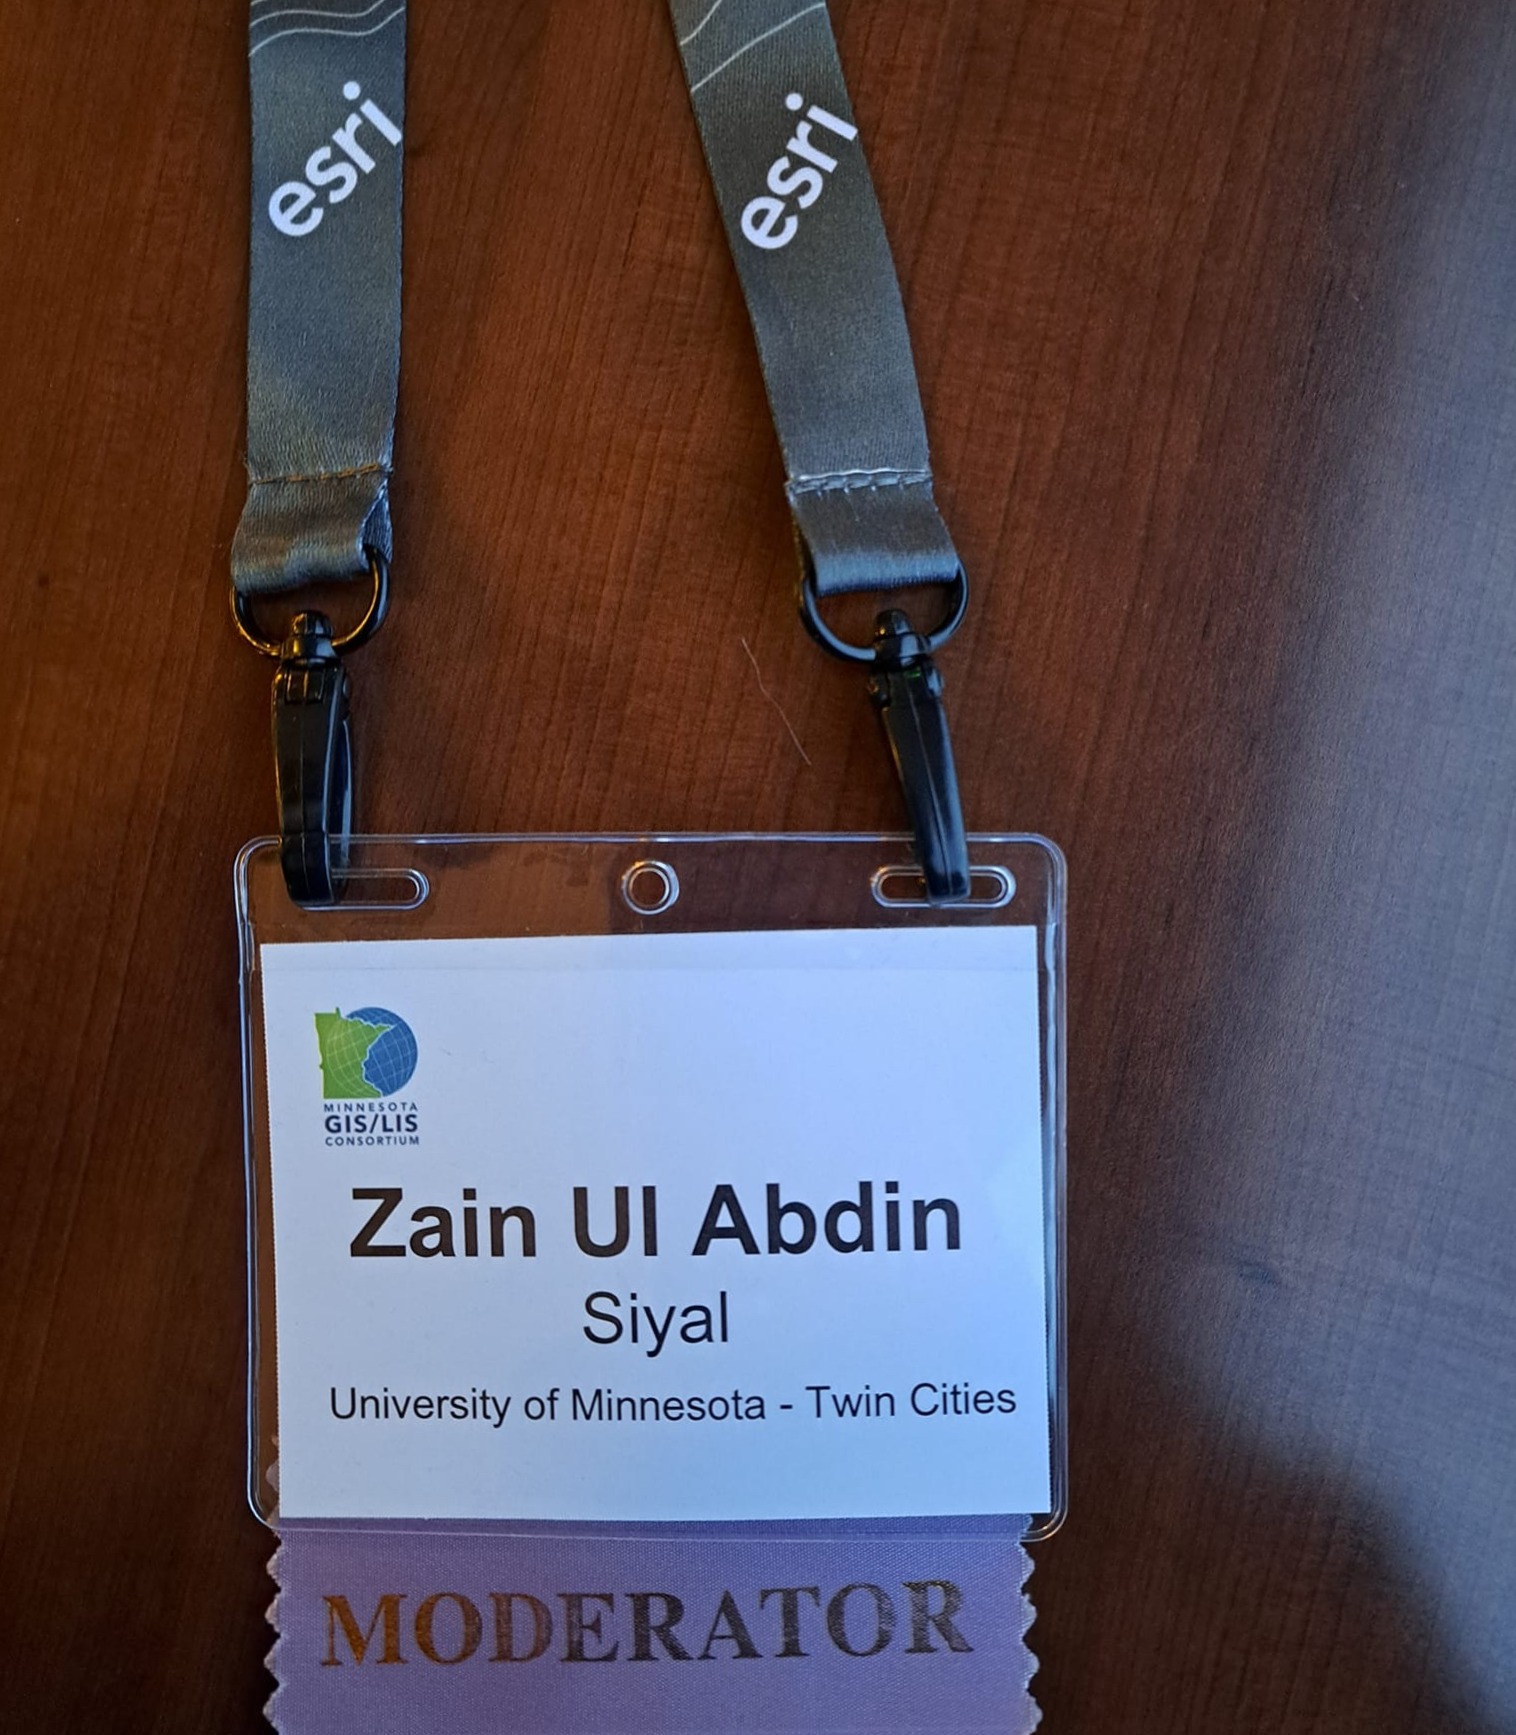 esri
esri
MINNESOTA
GIS/LIS
CONSORTIUM
Zain Ul Abdin
Siyal
University of Minnesota - Twin Cities
MODERATOR